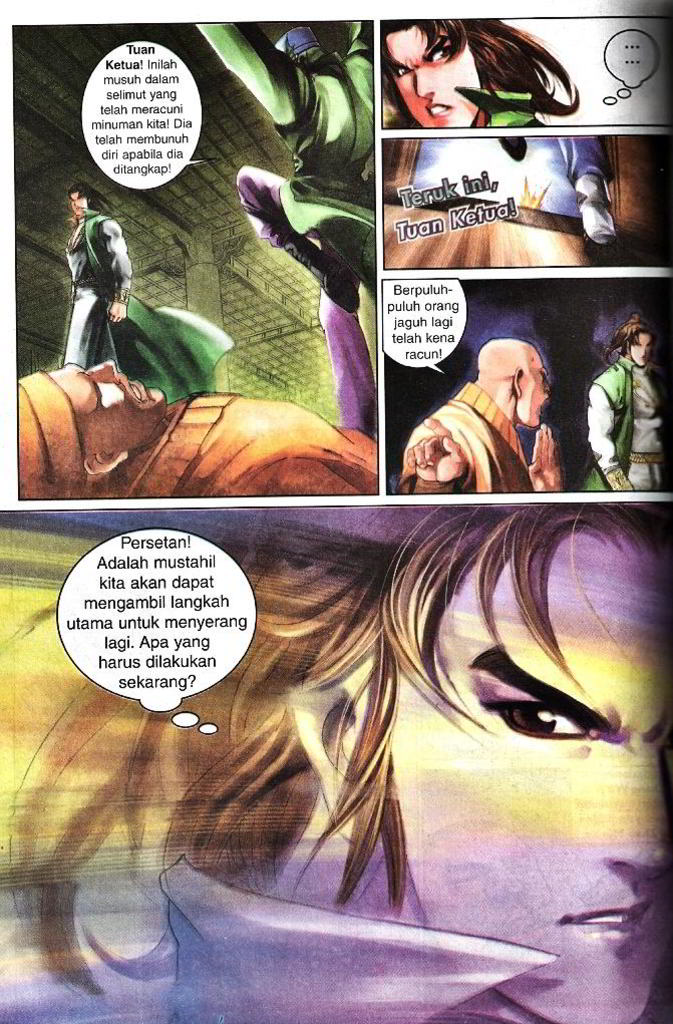 Tuan
Ketua! Inilah
musuh dalam
selimut yang
telah meracuni
minuman kita! Dia
telah membunuh
diri apabila dia
ditangkap!
...
...
Teruk ini,
Tuan Ketua!
Berpuluh-
puluh orang
jaguh lagi
telah kena
racun!
Persetan!
Adalah mustahil
kita akan dapat
mengambil langkah
utama untuk menyerang
lagi. Apa yang
harus dilakukan
sekarang?